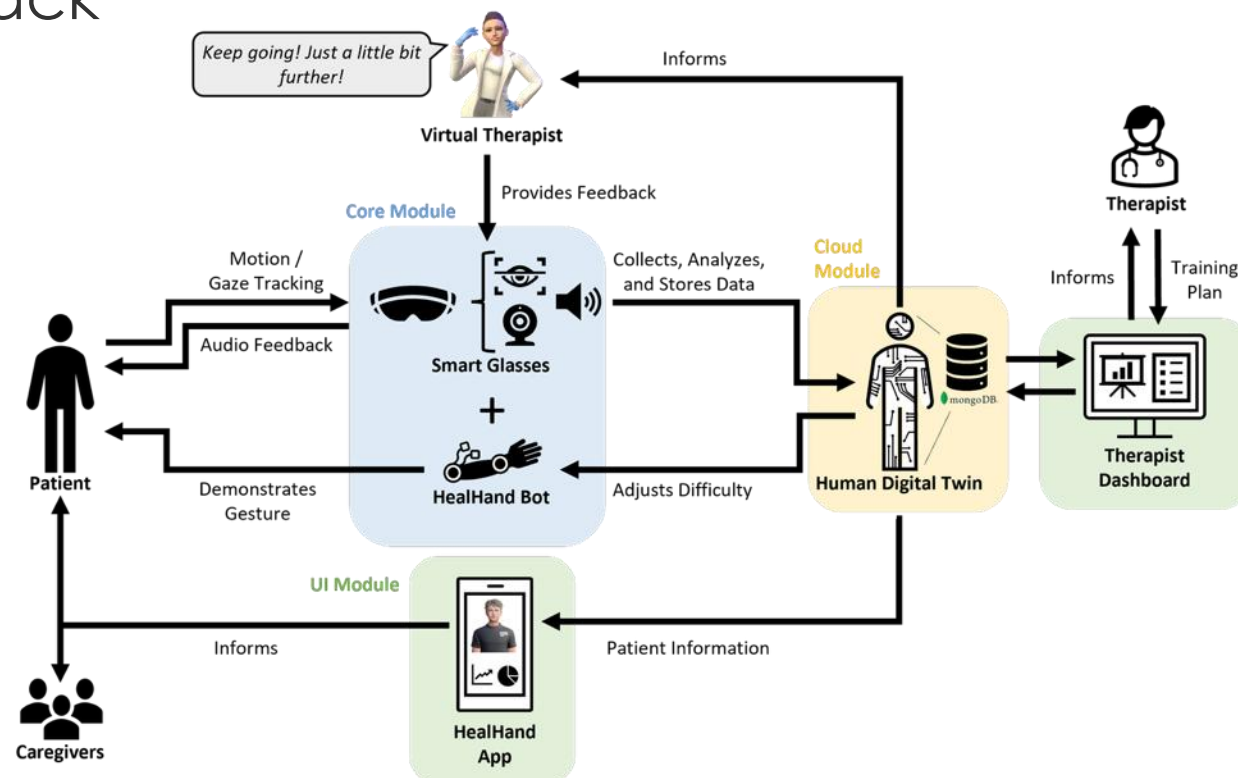 Keep going! Just a little bit
further!
Virtual Therapist
Informs
Provides Feedback
Therapist
Core Module
Cloud
Module
Motion /
Gaze Tracking
Collects, Analyzes,
and Stores Data
Informs
Training
Plan
Audio Feedback
Smart Glasses
+
mongoDB.
Patient
Demonstrates
Gesture
HealHand Bot
Adjusts Difficulty
Human Digital Twin
Therapist
Dashboard
UI Module
Informs
Patient Information
HealHand
App
Caregivers